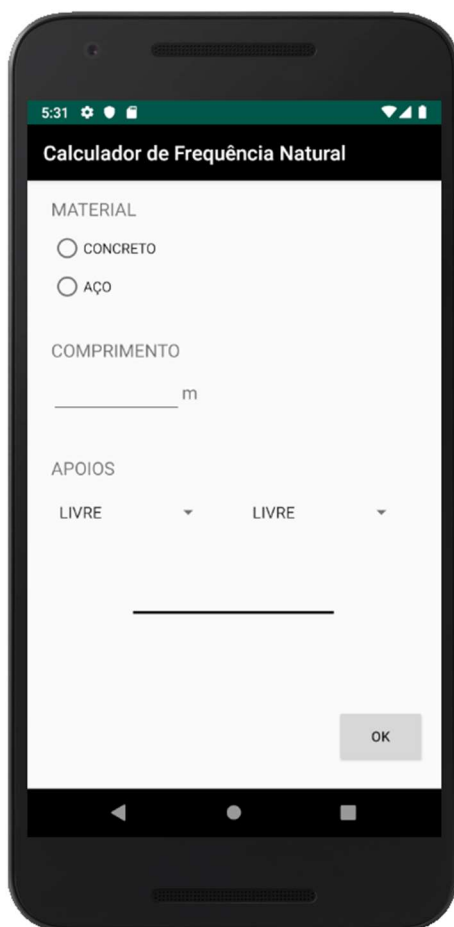 5:31
Calculador de Frequência Natural
MATERIAL
CONCRETO
AÇO
COMPRIMENTO
m
APOIOS
LIVRE LIVRE
OK